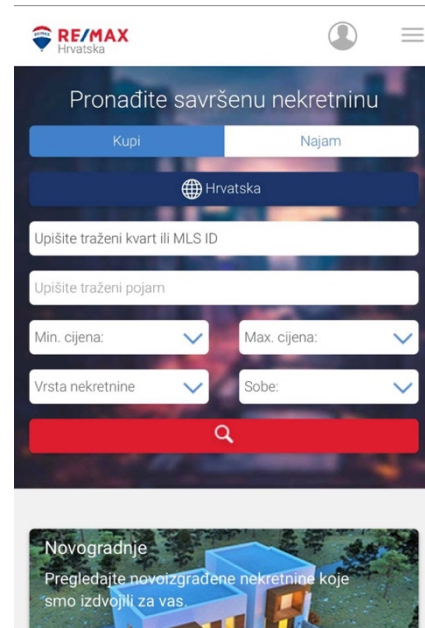 RE/MAX
Hrvatska
Pronađite savršenu nekretninu
Kupi
Najam
Hrvatska
Upišite traženi kvart ili MLS ID
Upišite traženi pojam
Min. cijena:
Max. cijena:
Vrsta nekretnine
Sobe:
Novogradnje
Pregledajte novoizgrađene nekretnine koje
smo izdvojili za vas.